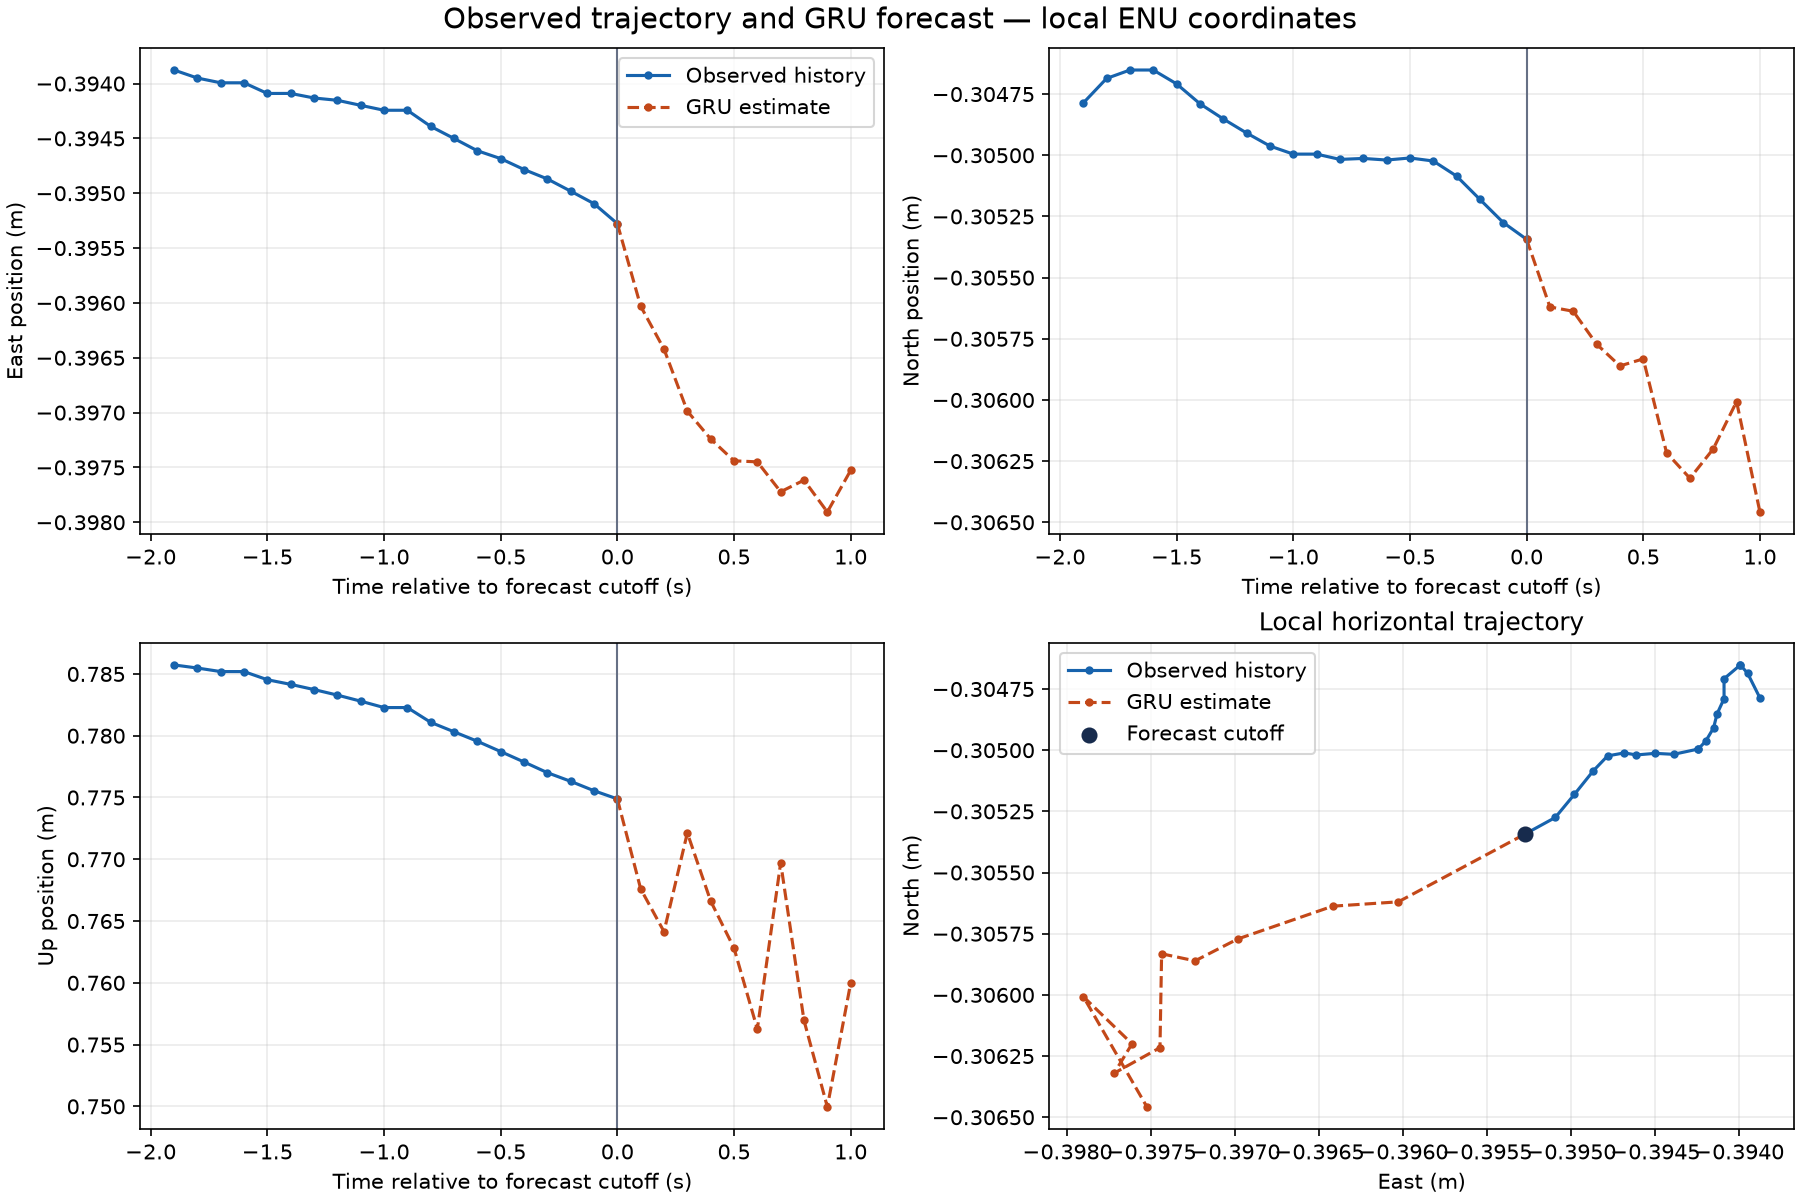 Observed trajectory and GRU forecast — local ENU coordinates
East position (m)
−0.3940
−0.3945
−0.3950
−0.3955
−0.3960
−0.3965
−0.3970
−0.3975
−0.3980
Observed history
GRU estimate
−2.0 −1.5 −1.0 −0.5 0.0 0.5 1.0
Time relative to forecast cutoff (s)
North position (m)
−0.30475
−0.30500
−0.30525
−0.30550
−0.30575
−0.30600
−0.30625
−0.30650
−2.0 −1.5 −1.0 −0.5 0.0 0.5 1.0
Time relative to forecast cutoff (s)
Up position (m)
0.785
0.780
0.775
0.770
0.765
0.760
0.755
0.750
−2.0 −1.5 −1.0 −0.5 0.0 0.5 1.0
Time relative to forecast cutoff (s)
Local horizontal trajectory
North (m)
−0.30475
−0.30500
−0.30525
−0.30550
−0.30575
−0.30600
−0.30625
−0.30650
Observed history
GRU estimate
Forecast cutoff
−0.3980 −0.3975 −0.3970 −0.3965 −0.3960 −0.3955 −0.3950 −0.3945 −0.3940
East (m)